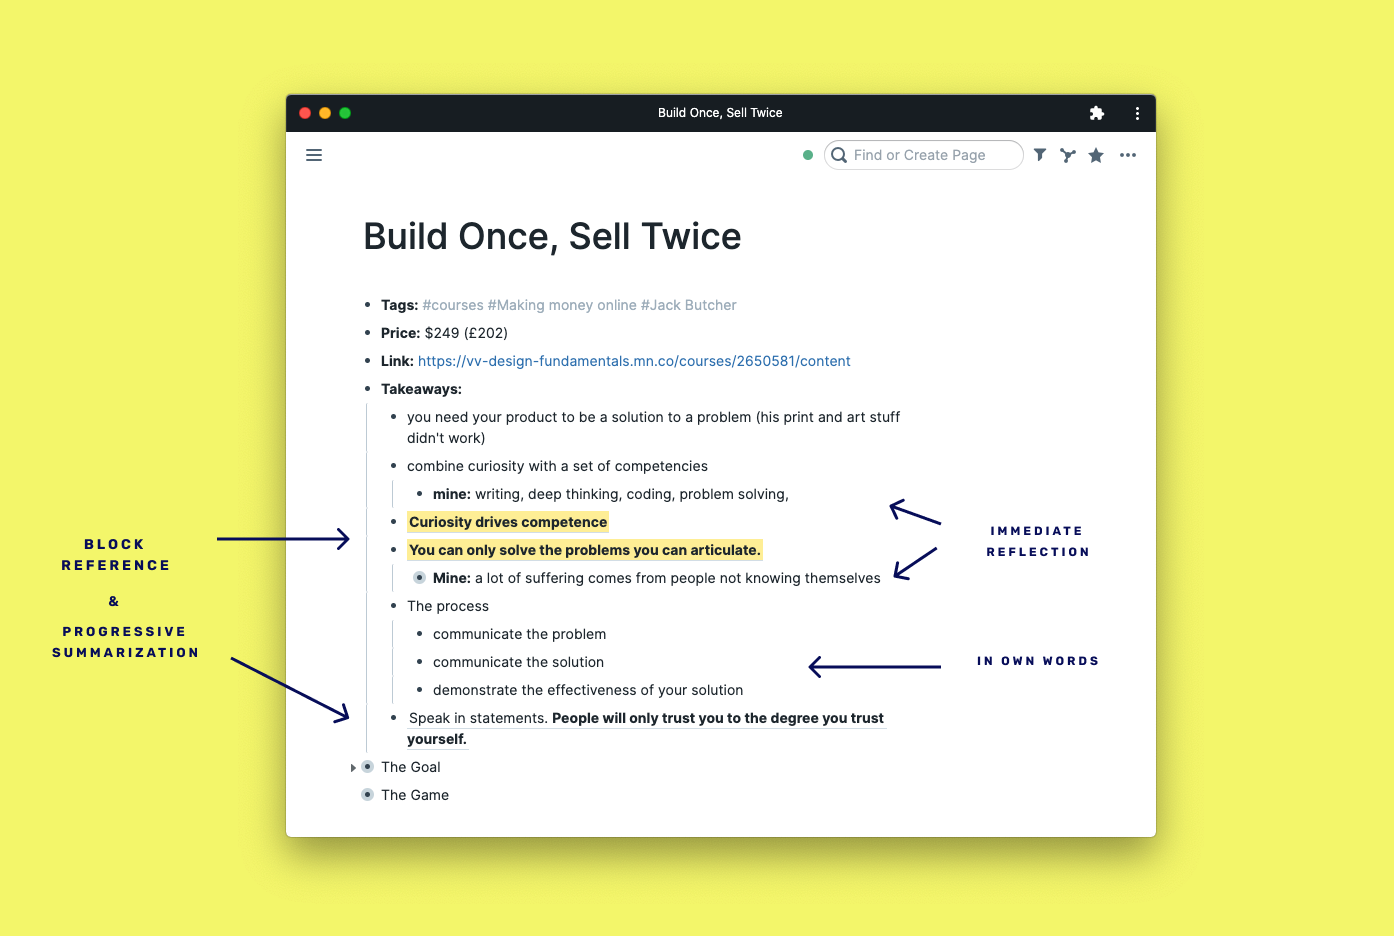 Build Once, Sell Twice
Find or Create Page
Build Once, Sell Twice
Tags: #courses #Making money online #Jack Butcher
Price: $249 (£202)
Link: https://vv-design-fundamentals.mn.co/courses/2650581/content
Takeaways:
you need your product to be a solution to a problem (his print and art stuff
didn't work)
combine curiosity with a set of competencies
mine: writing, deep thinking, coding, problem solving,
Curiosity drives competence
You can only solve the problems you can articulate.
Mine: a lot of suffering comes from people not knowing themselves
The process
communicate the problem
communicate the solution
demonstrate the effectiveness of your solution
Speak in statements. People will only trust you to the degree you trust
yourself.
The Goal
The Game
BLOCK
REFERENCE
&
PROGRESSIVE
SUMMARIZATION
IMMEDIATE
REFLECTION
IN OWN WORDS